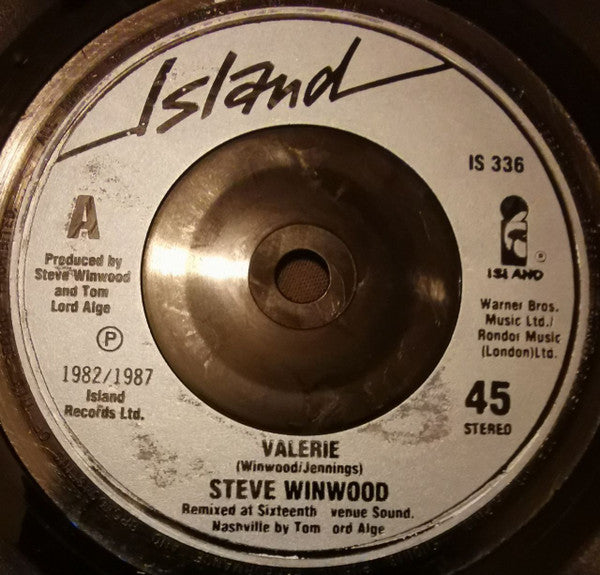 Island
IS 336
A
ISLAND
®
Produced by
Steve Winwood
and Tom
Lord Alge
Ⓟ
1982/1987
Island
Records Ltd.
Warner Bros.
Music Ltd./
Rondor Music
(London)Ltd.
45
STEREO
VALERIE
(Winwood/Jennings)
STEVE WINWOOD
Remixed at Sixteenth venue Sound,
Nashville by Tom ord Alge